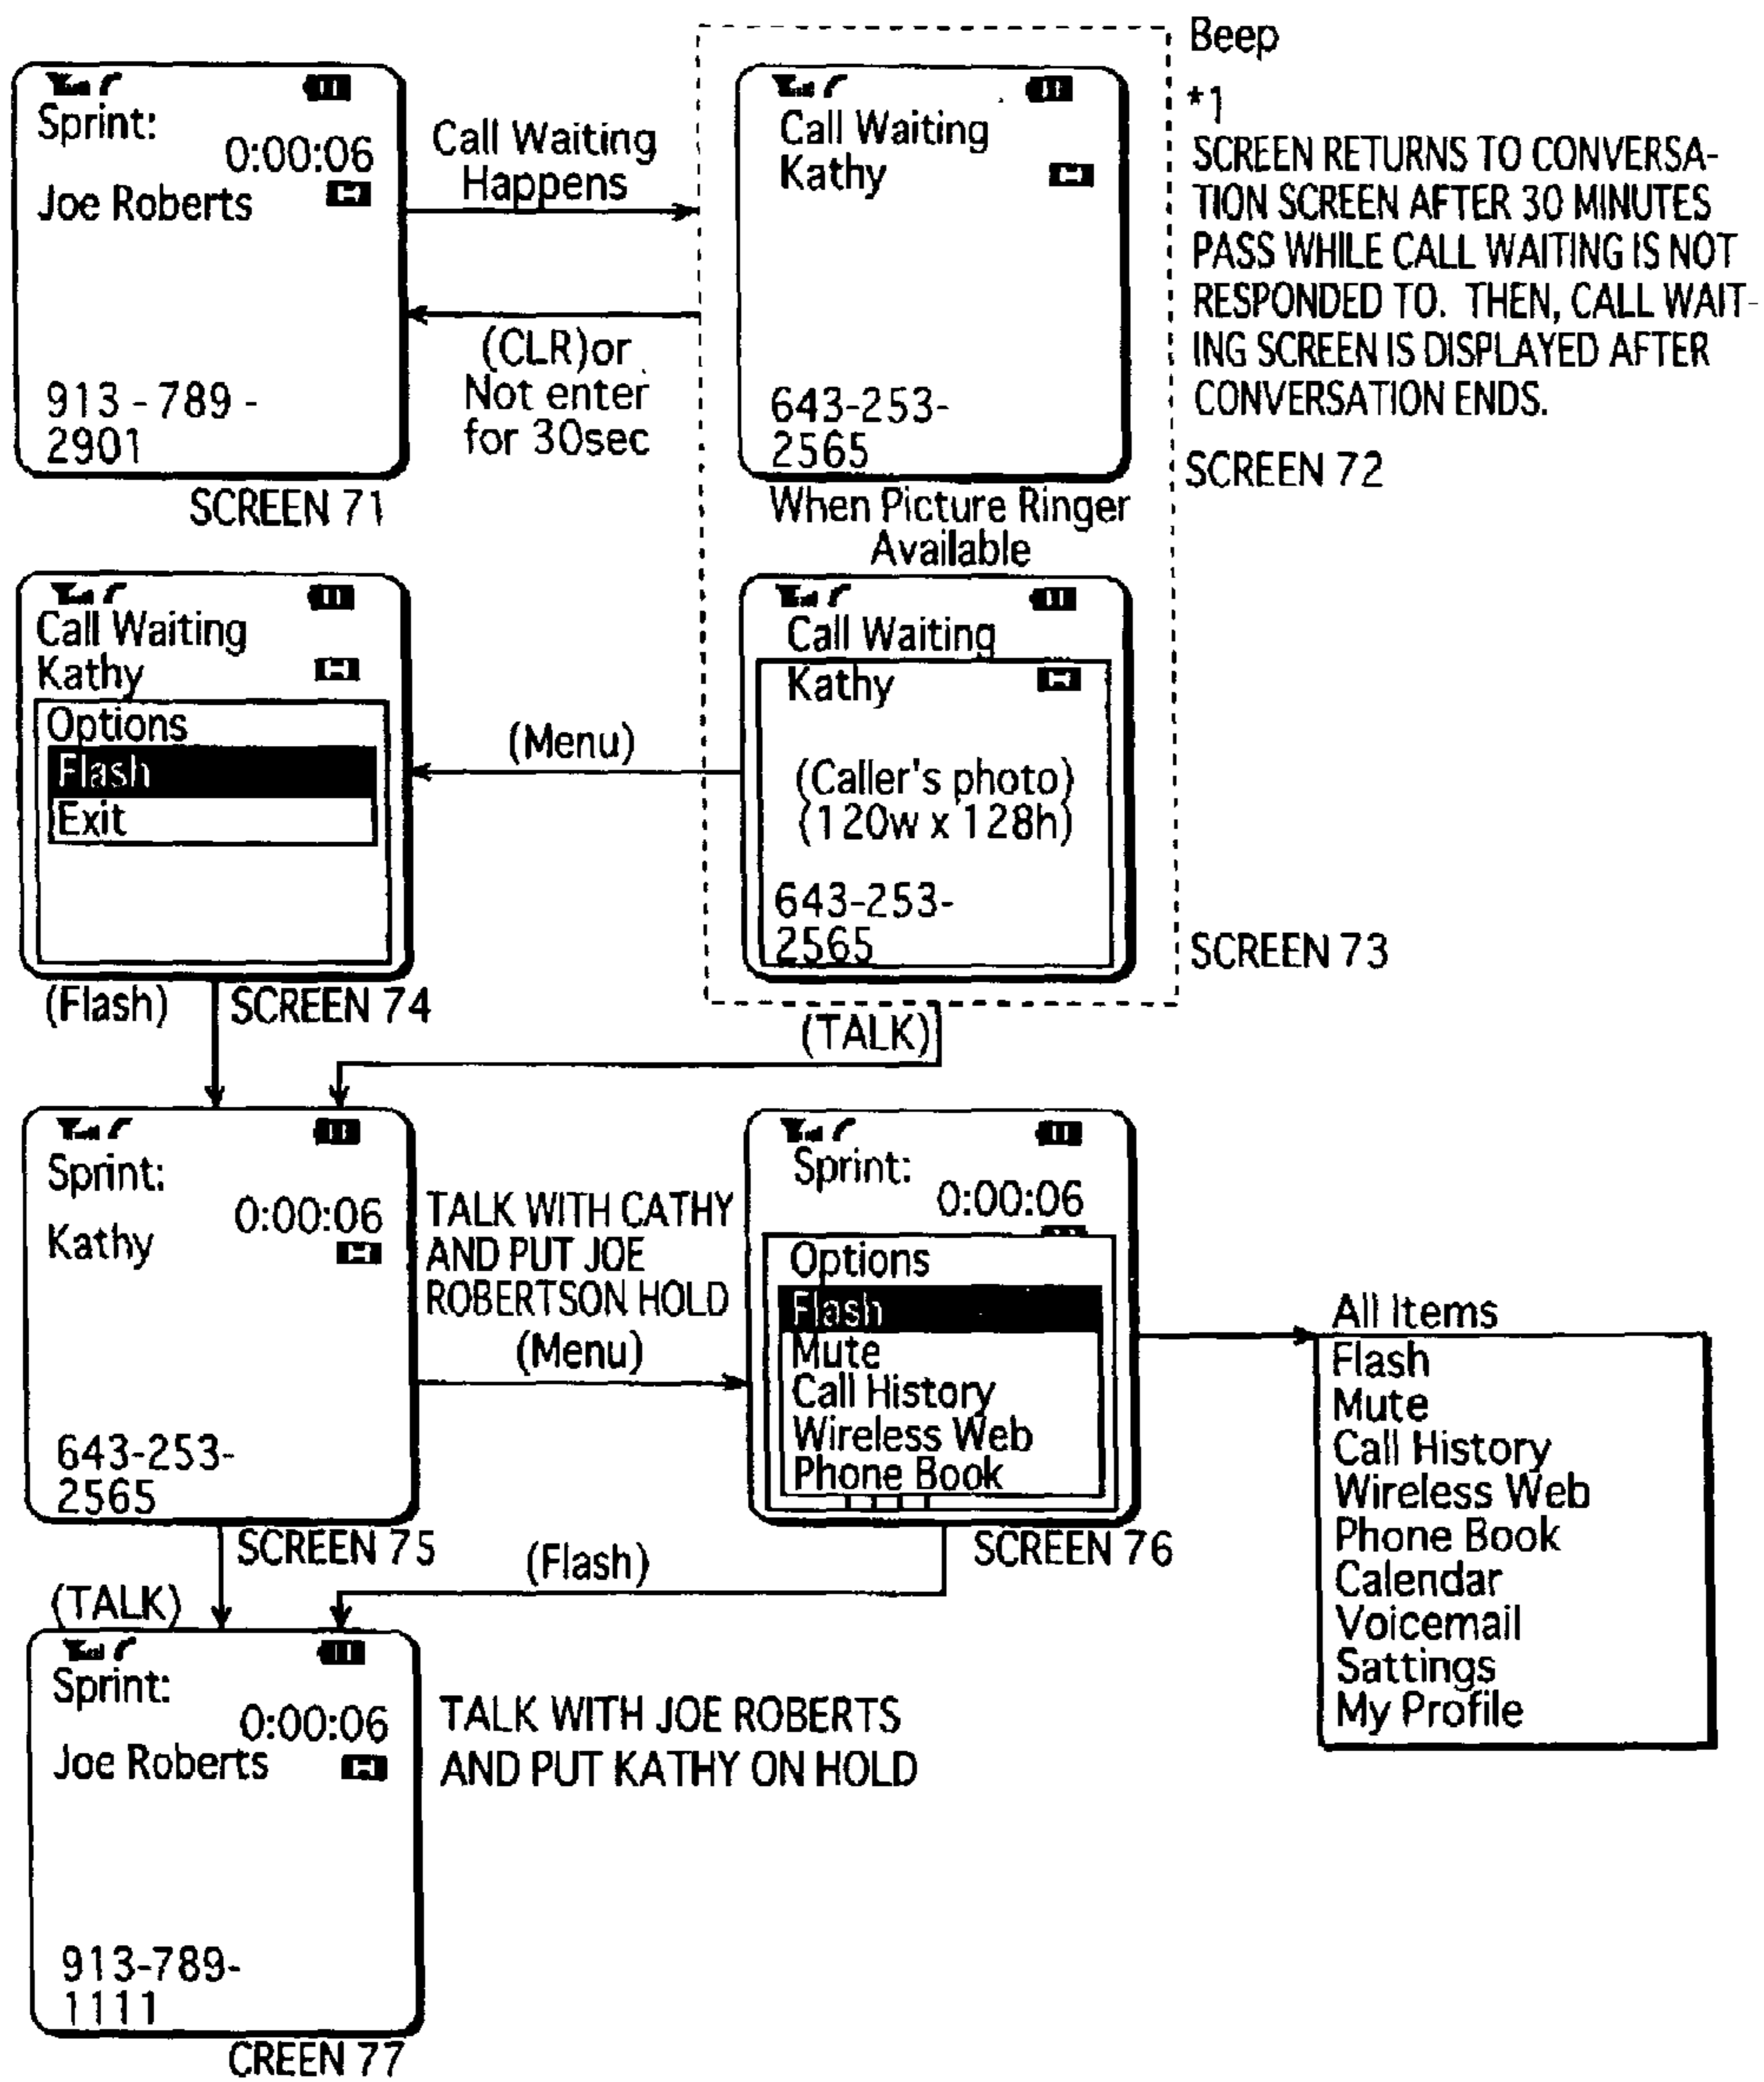 Sprint:
0:00:06
Joe Roberts
913 - 789 -
2901
SCREEN 71
Call Waiting
Happens
(CLR)or
Not enter
for 30sec
Call Waiting
Kathy
643-253-
2565
When Picture Ringer
Available
Beep
*1
SCREEN RETURNS TO CONVERSA-
TION SCREEN AFTER 30 MINUTES
PASS WHILE CALL WAITING IS NOT
RESPONDED TO. THEN, CALL WAIT-
ING SCREEN IS DISPLAYED AFTER
CONVERSATION ENDS.
SCREEN 72
Call Waiting
Kathy
Options
Flash
Exit
(Flash)
SCREEN 74
(Menu)
Call Waiting
Kathy
(Caller's photo)
(120w x 128h)
643-253-
2565
SCREEN 73
(TALK)
Sprint:
0:00:06
Kathy
643-253-
2565
SCREEN 75
TALK WITH CATHY
AND PUT JOE
ROBERTSON HOLD
(Menu)
Sprint:
0:00:06
Options
Flash
Mute
Call History
Wireless Web
Phone Book
SCREEN 76
All Items
Flash
Mute
Call History
Wireless Web
Phone Book
Calendar
Voicemail
Sattings
My Profile
(Flash)
(TALK)
Sprint:
0:00:06
Joe Roberts
913-789-
1111
CREEN 77
TALK WITH JOE ROBERTS
AND PUT KATHY ON HOLD